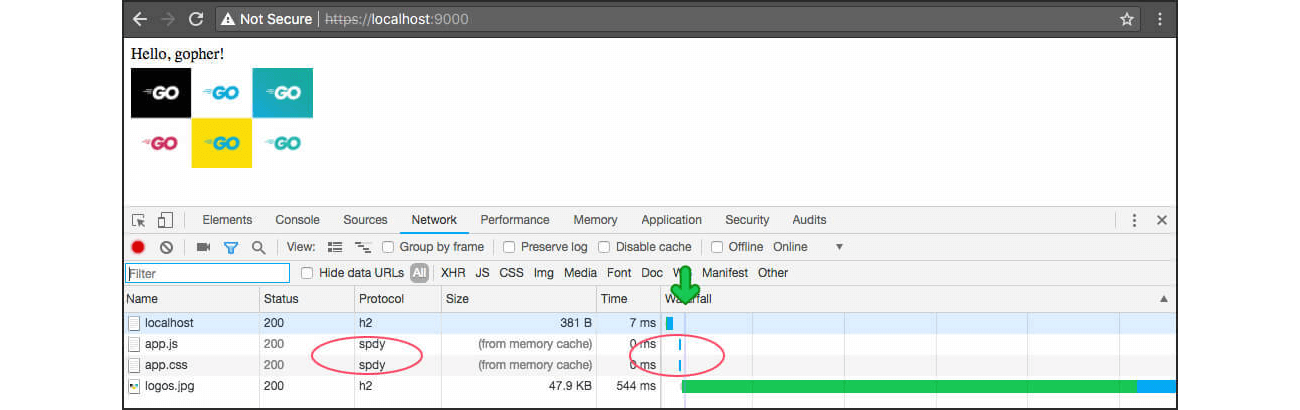 Not Secure | https://localhost:9000
Hello, gopher!
GO GO GO
GO GO GO
Elements Console Sources Network Performance Memory Application Security Audits
View: Group by frame Preserve log Disable cache Offline Online
Filter Hide data URLs All XHR JS CSS Img Media Font Doc Manifest Other
Name Status Protocol Size Time Waterfall
localhost 200 h2 381 B 7 ms
app.js 200 spdy (from memory cache) 0 ms
app.css 200 spdy (from memory cache) 0 ms
logos.jpg 200 h2 47.9 KB 544 ms